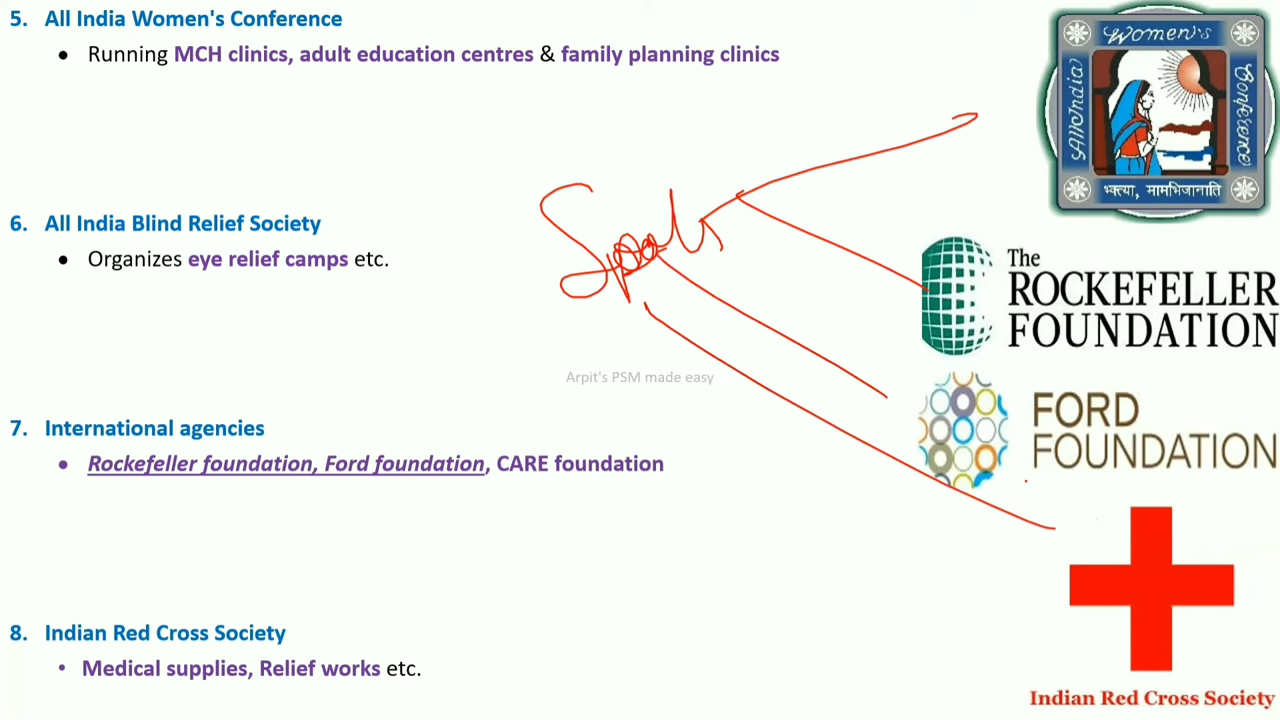 5. All India Women's Conference
• Running MCH clinics, adult education centres & family planning clinics
6. All India Blind Relief Society
• Organizes eye relief camps etc.
Arpit's PSM made easy
7. International agencies
• Rockefeller foundation, Ford foundation, CARE foundation
8. Indian Red Cross Society
• Medical supplies, Relief works etc.
Women's
All India
Conference
The
ROCKEFELLER
FOUNDATION
FORD
FOUNDATION
Indian Red Cross Society